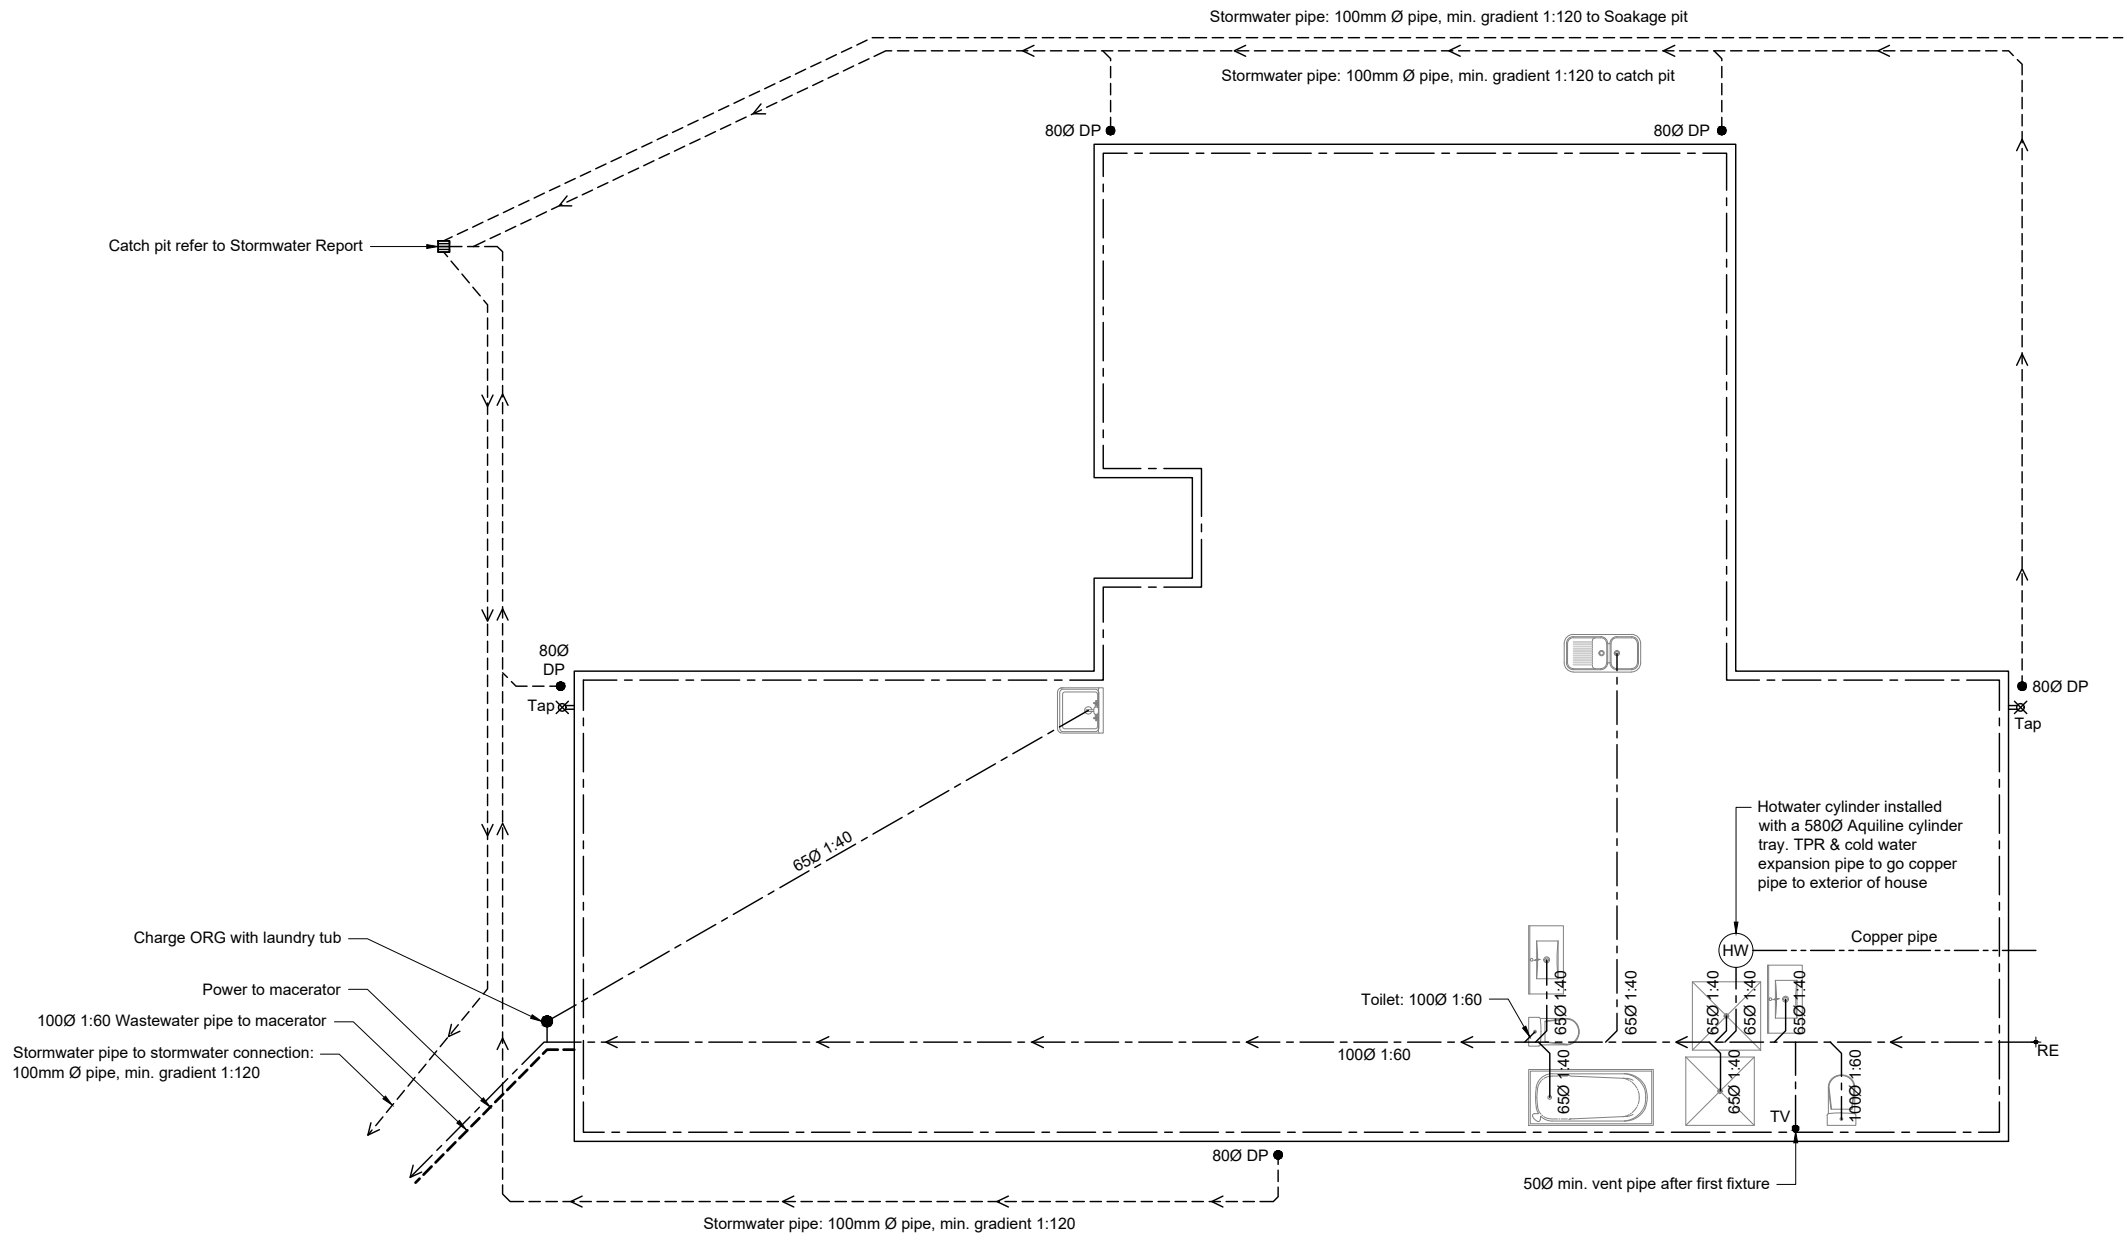 Stormwater pipe: 100mm Ø pipe, min. gradient 1:120 to Soakage pit
Stormwater pipe: 100mm Ø pipe, min. gradient 1:120 to catch pit
80Ø DP
80Ø DP
Catch pit refer to Stormwater Report
80Ø
DP
Tap
80Ø DP
Tap
Hotwater cylinder installed
with a 580Ø Aquiline cylinder
tray. TPR & cold water
expansion pipe to go copper
pipe to exterior of house
65Ø 1:40
Charge ORG with laundry tub
HW
Copper pipe
Power to macerator
Toilet: 100Ø 1:60
65Ø 1:40
65Ø 1:40
65Ø 1:40
65Ø 1:40
65Ø 1:40
100Ø 1:60 Wastewater pipe to macerator
Stormwater pipe to stormwater connection:
100mm Ø pipe, min. gradient 1:120
100Ø 1:60
RE
65Ø 1:40
65Ø 1:40
100Ø 1:60
TV
80Ø DP
50Ø min. vent pipe after first fixture
Stormwater pipe: 100mm Ø pipe, min. gradient 1:120